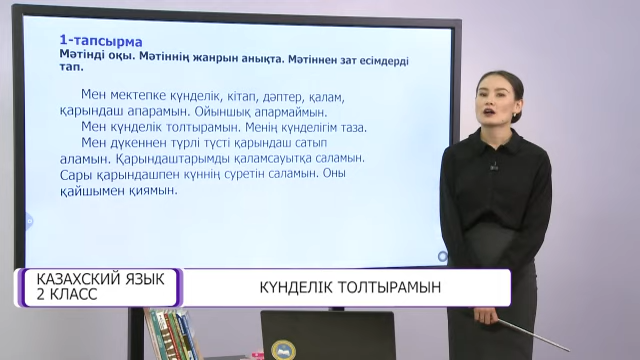 1-тапсырма
Мәтінді оқы. Мәтіннің жанрын анықта. Мәтіннен зат есімдерді
тап.
Мен мектепке күнделік, кітап, дәптер, қалам,
қарындаш апарамын. Ойыншық апармаймын.
Мен күнделік толтырамын. Менің күнделігім таза.
Мен дүкеннен түрлі түсті қарындаш сатып
аламын. Қарындаштарымды қаламсауытқа саламын.
Сары қарындашпен күннің суретін саламын. Оны
қайшымен қиямын.
КАЗАХСКИЙ ЯЗЫК
2 КЛАСС
КҮНДЕЛІК ТОЛТЫРАМЫН